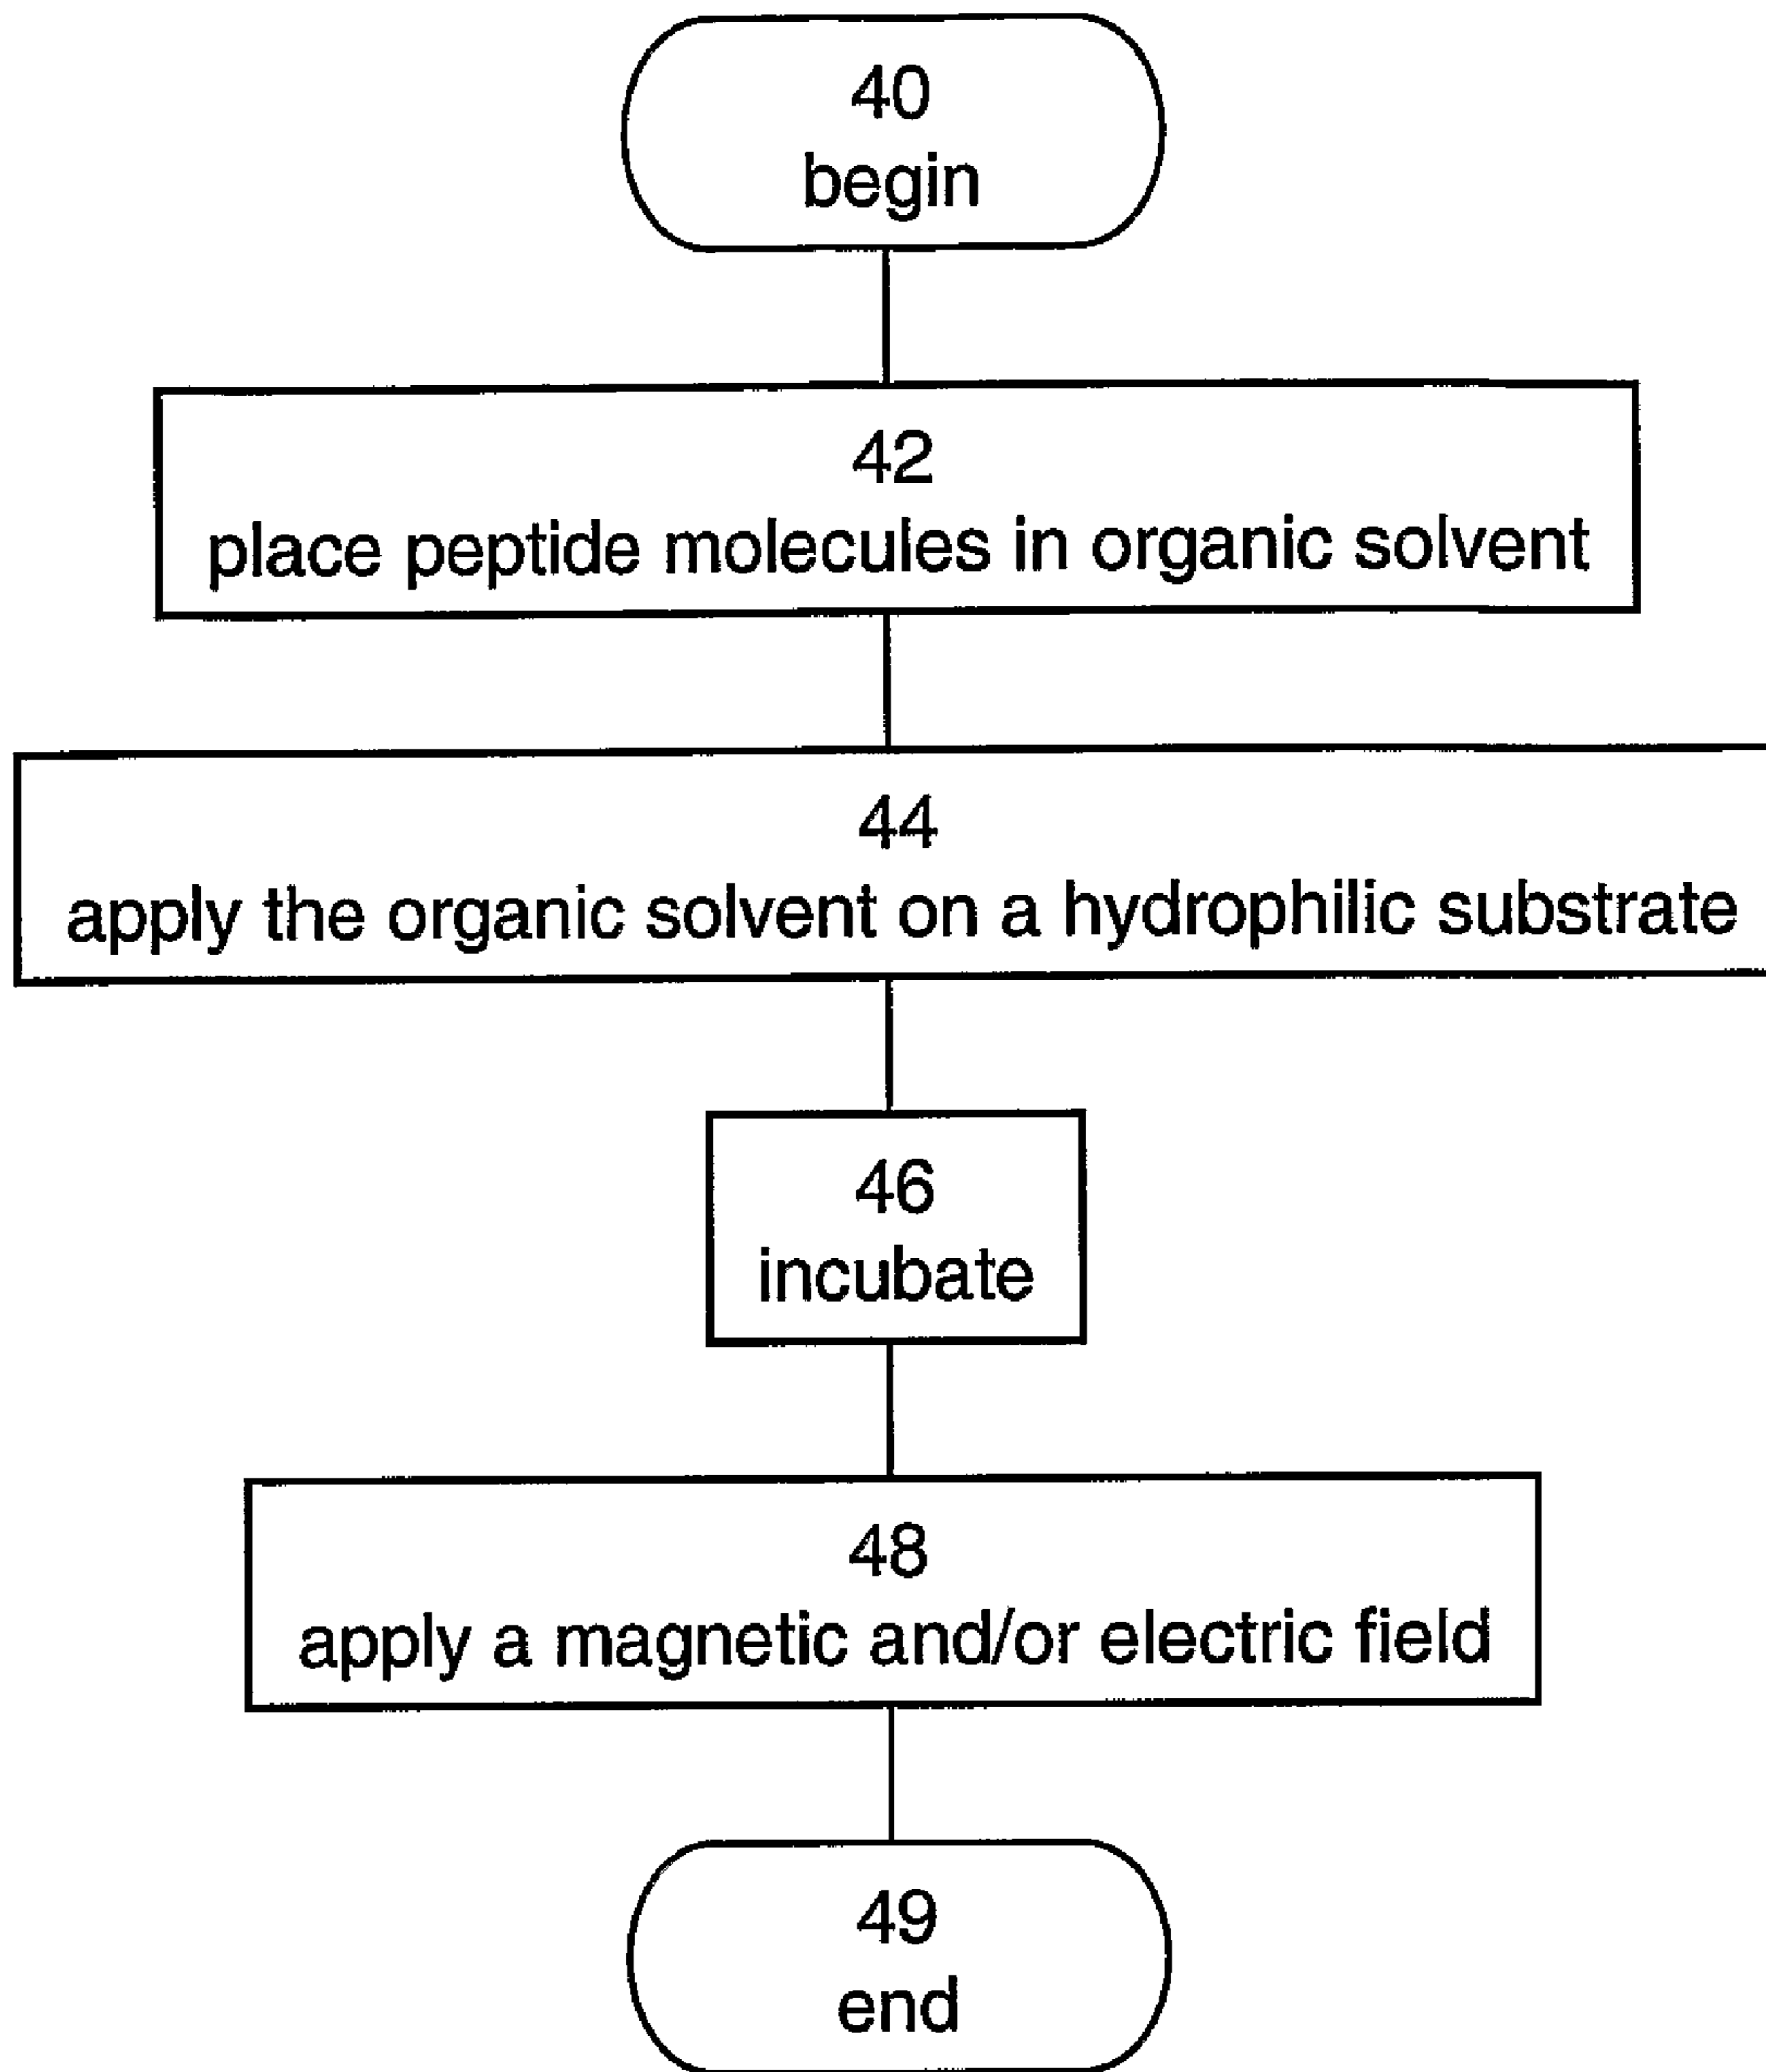 40
begin
42
place peptide molecules in organic solvent
44
apply the organic solvent on a hydrophilic substrate
46
incubate
48
apply a magnetic and/or electric field
49
end